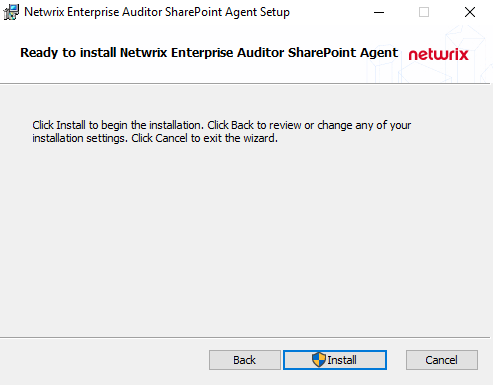 Netwrix Enterprise Auditor SharePoint Agent Setup
Ready to install Netwrix Enterprise Auditor SharePoint Agent
netwrix
Click Install to begin the installation. Click Back to review or change any of your
installation settings. Click Cancel to exit the wizard.
Back
Install
Cancel